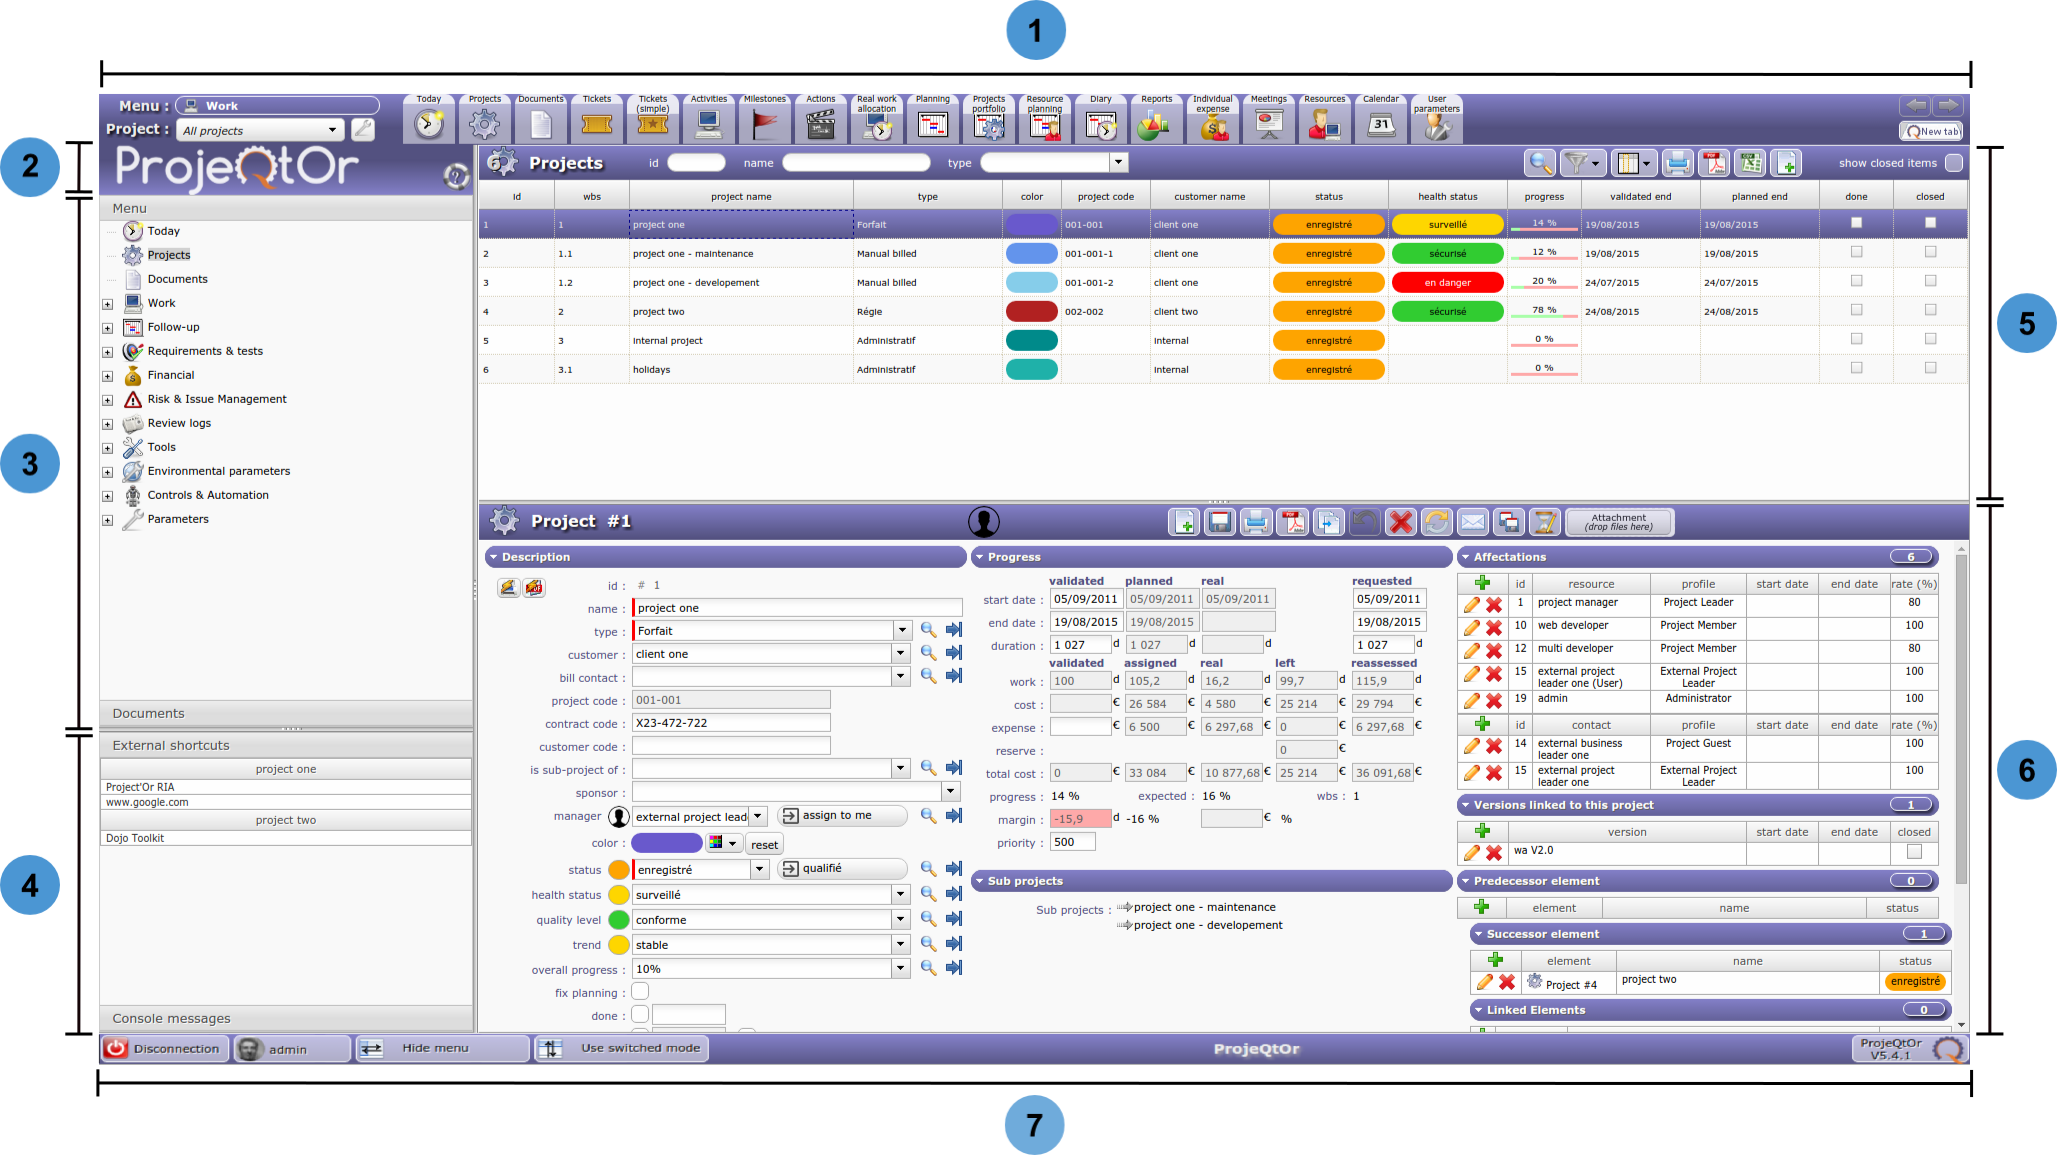 1
Menu : Work
Project : All projects
Today Projects Documents Tickets Tickets (simple) Activities Milestones Actions Real work allocation Planning Projects portfolio Resource planning Diary Reports Individual expense Meetings Resources Calendar User parameters
31
New tab
2
ProjeQtOr
6 Projects id name type show closed items
3
Menu
Today
Projects
Documents
Work
Follow-up
Requirements & tests
Financial
Risk & Issue Management
Review logs
Tools
Environmental parameters
Controls & Automation
Parameters
Documents
4
External shortcuts
project one
Project'Or RIA
www.google.com
project two
Dojo Toolkit
Console messages
5
id wbs project name type color project code customer name status health status progress validated end planned end done closed
1 1 project one Forfait 001-001 client one enregistré surveillé 14 % 19/08/2015 19/08/2015
2 1.1 project one - maintenance Manual billed 001-001-1 client one enregistré sécurisé 12 % 19/08/2015 19/08/2015
3 1.2 project one - developement Manual billed 001-001-2 client one enregistré en danger 20 % 24/07/2015 24/07/2015
4 2 project two Régie 002-002 client two enregistré sécurisé 78 % 24/08/2015 24/08/2015
5 3 internal project Administratif internal enregistré 0 %
6 3.1 holidays Administratif internal enregistré 0 %
6
Project #1
Attachment
(drop files here)
Description
id : # 1
name : project one
type : Forfait
customer : client one
bill contact :
project code : 001-001
contract code : X23-472-722
customer code :
is sub-project of :
sponsor :
manager external project lead assign to me
color : reset
status enregistré qualifié
health status surveillé
quality level conforme
trend stable
overall progress : 10%
fix planning :
done :
Progress
validated planned real requested
start date : 05/09/2011 05/09/2011 05/09/2011 05/09/2011
end date : 19/08/2015 19/08/2015 19/08/2015
duration : 1 027 d 1 027 d d 1 027 d
validated assigned real left reassessed
work : 100 d 105,2 d 16,2 d 99,7 d 115,9 d
cost : € 26 584 € 4 580 € 25 214 € 29 794 €
expense : € 6 500 € 6 297,68 € 0 € 6 297,68 €
reserve : 0 €
total cost : 0 € 33 084 € 10 877,68 € 25 214 € 36 091,68 €
progress : 14 % expected : 16 % wbs : 1
margin : -15,9 d -16 % € %
priority : 500
Sub projects
Sub projects : project one - maintenance
project one - developement
Affectations 6
id resource profile start date end date rate (%)
1 project manager Project Leader 80
10 web developer Project Member 100
12 multi developer Project Member 80
15 external project leader one (User) External Project Leader 100
19 admin Administrator 100
id contact profile start date end date rate (%)
14 external business leader one Project Guest 100
15 external project leader one External Project Leader 100
Versions linked to this project 1
version start date end date closed
wa V2.0
Predecessor element 0
element name status
Successor element 1
element name status
Project #4 project two enregistré
Linked Elements 0
Disconnection admin Hide menu Use switched mode ProjeQtOr ProjeQtOr
V5.4.1
7